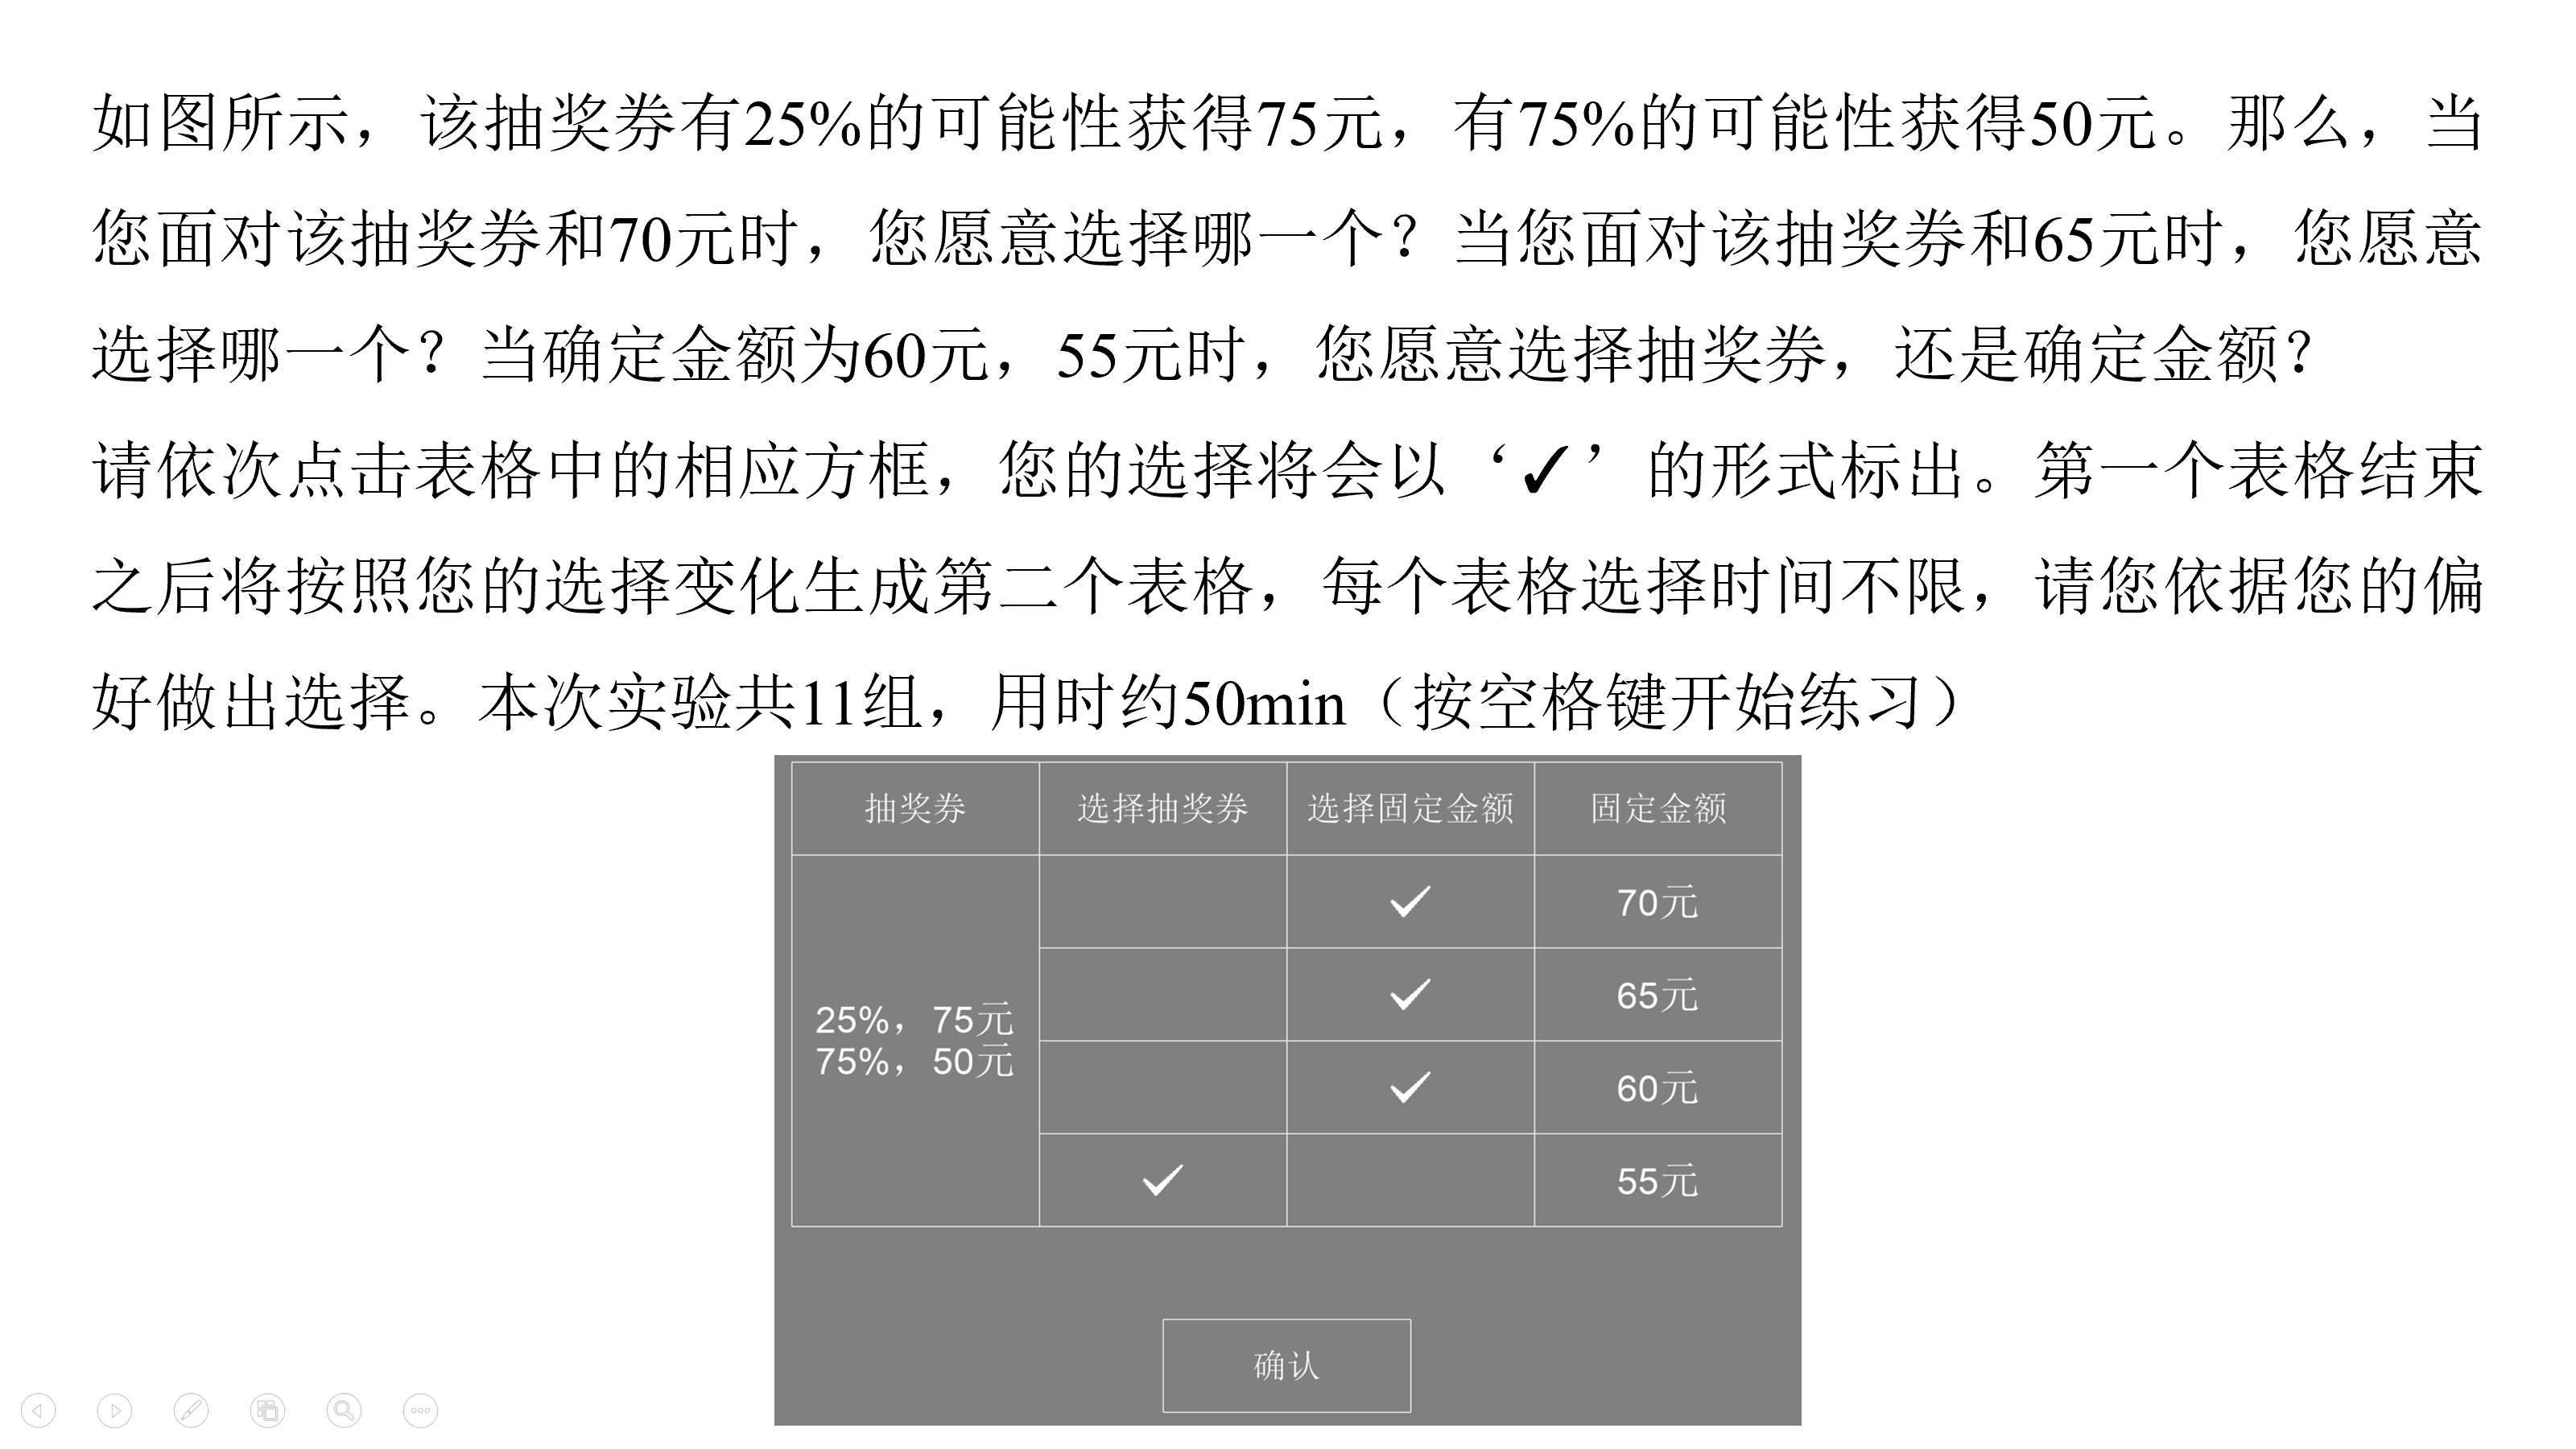 如图所示，该抽奖券有25%的可能性获得75元，有75%的可能性获得50元。那么，当
您面对该抽奖券和70元时，您愿意选择哪一个？当您面对该抽奖券和65元时，您愿意
选择哪一个？当确定金额为60元，55元时，您愿意选择抽奖券，还是确定金额？
请依次点击表格中的相应方框，您的选择将会以‘✓’的形式标出。第一个表格结束
之后将按照您的选择变化生成第二个表格，每个表格选择时间不限，请您依据您的偏
好做出选择。本次实验共11组，用时约50min（按空格键开始练习）
抽奖券 选择抽奖券 选择固定金额 固定金额
✓ 70元
✓ 65元
25%，75元
75%，50元
✓ 60元
✓ 55元
确认